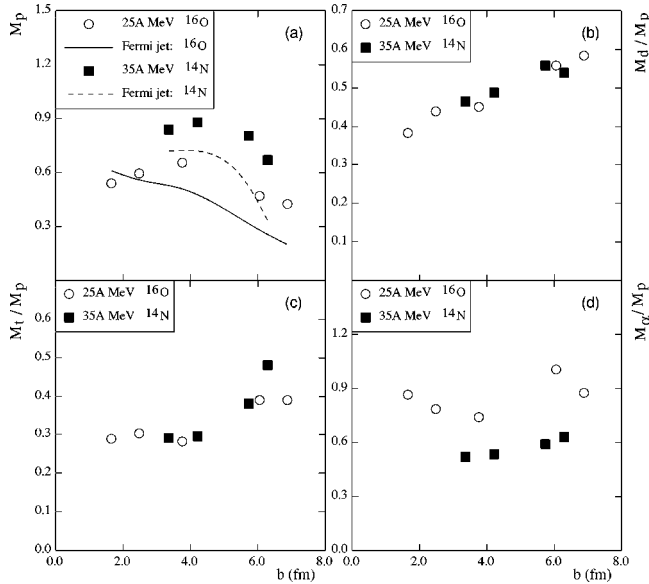 M_p
1.5
1.2
0.9
0.6
0.3
25A MeV ^16O
Fermi jet: ^16O
35A MeV ^14N
Fermi jet: ^14N
(a)
(b)
0.7
0.6
0.5
0.4
0.3
0.2
0.1
M_d/M_p
M_t/M_p
0.6
0.5
0.4
0.3
0.2
0.1
0.0
25A MeV ^16O
35A MeV ^14N
(c)
25A MeV ^16O
35A MeV ^14N
(d)
1.2
0.9
0.6
0.3
0.0
M_α/M_p
0.0 2.0 4.0 6.0 8.0
b (fm)
2.0 4.0 6.0 8.0
b (fm)
25A MeV ^16O
35A MeV ^14N